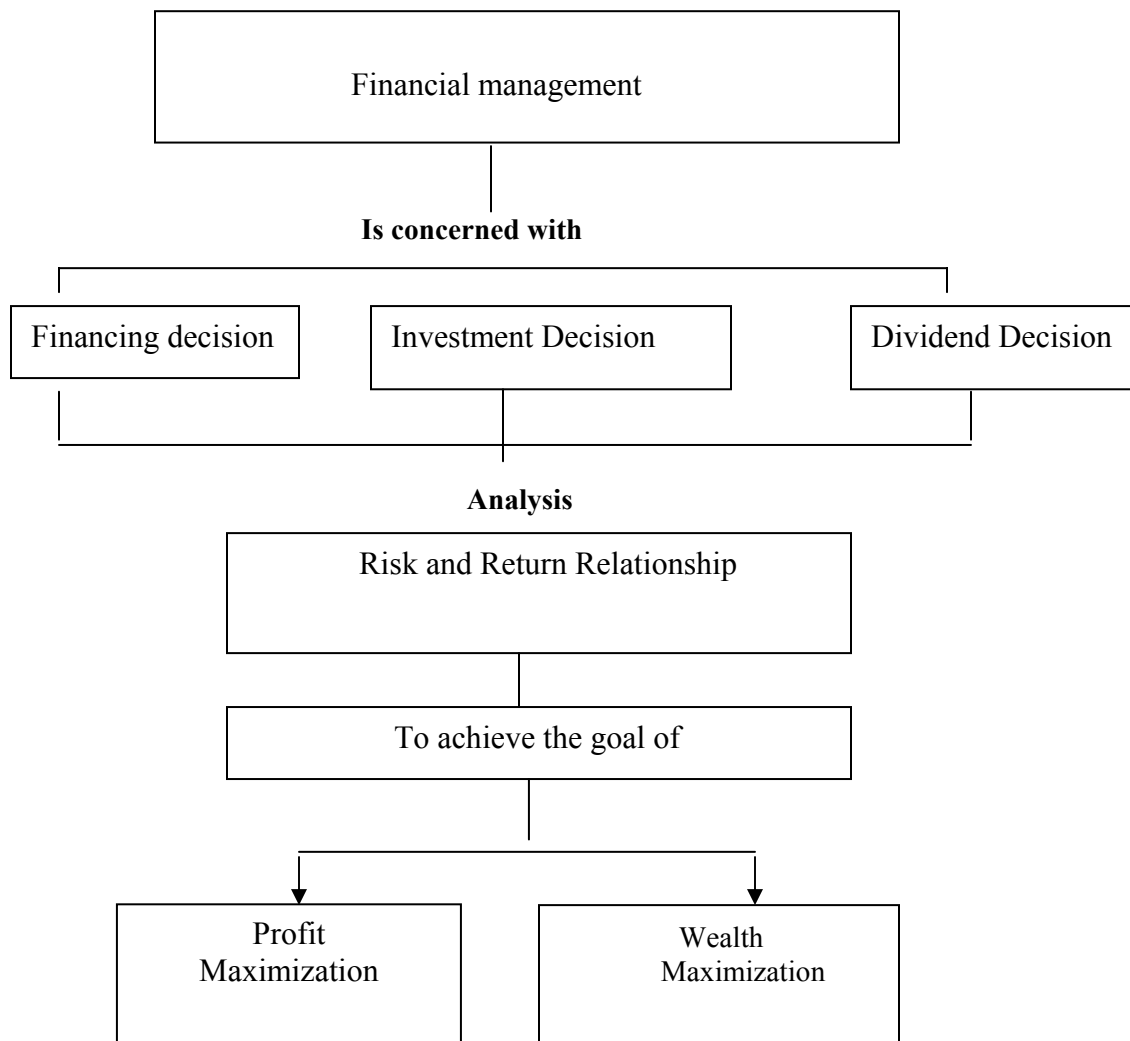 Financial management
Is concerned with
Financing decision
Investment Decision
Dividend Decision
Analysis
Risk and Return Relationship
To achieve the goal of
Profit
Maximization
Wealth
Maximization